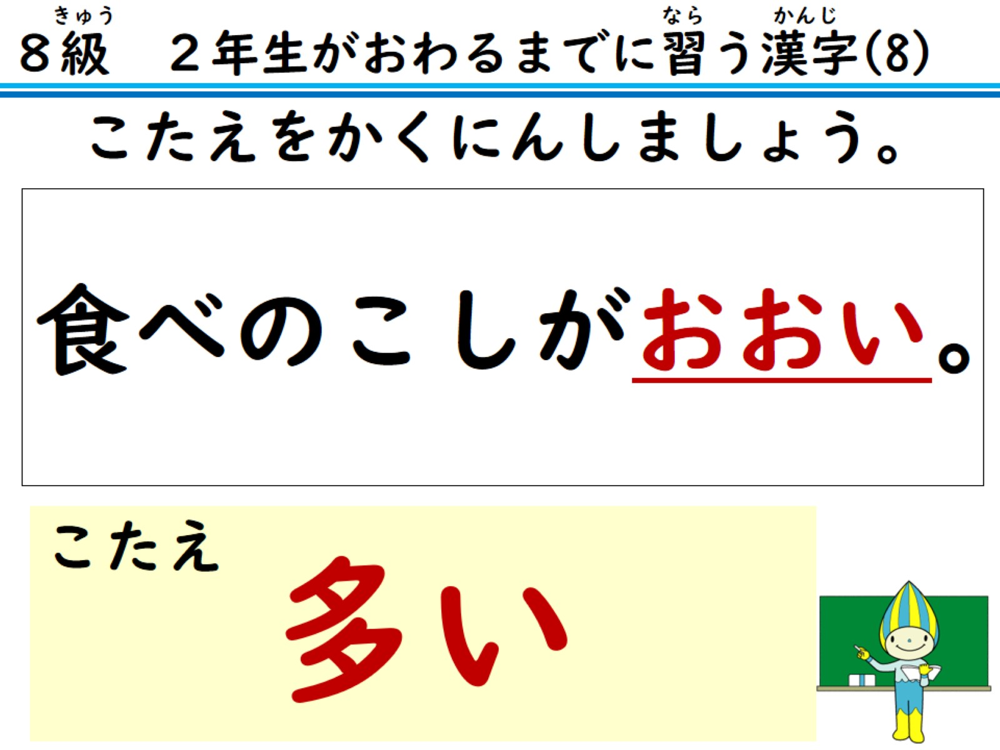 きゅう なら かんじ
８級　２年生がおわるまでに習う漢字(8)
こたえをかくにんしましょう。
食べのこしがおおい。
こたえ
多い